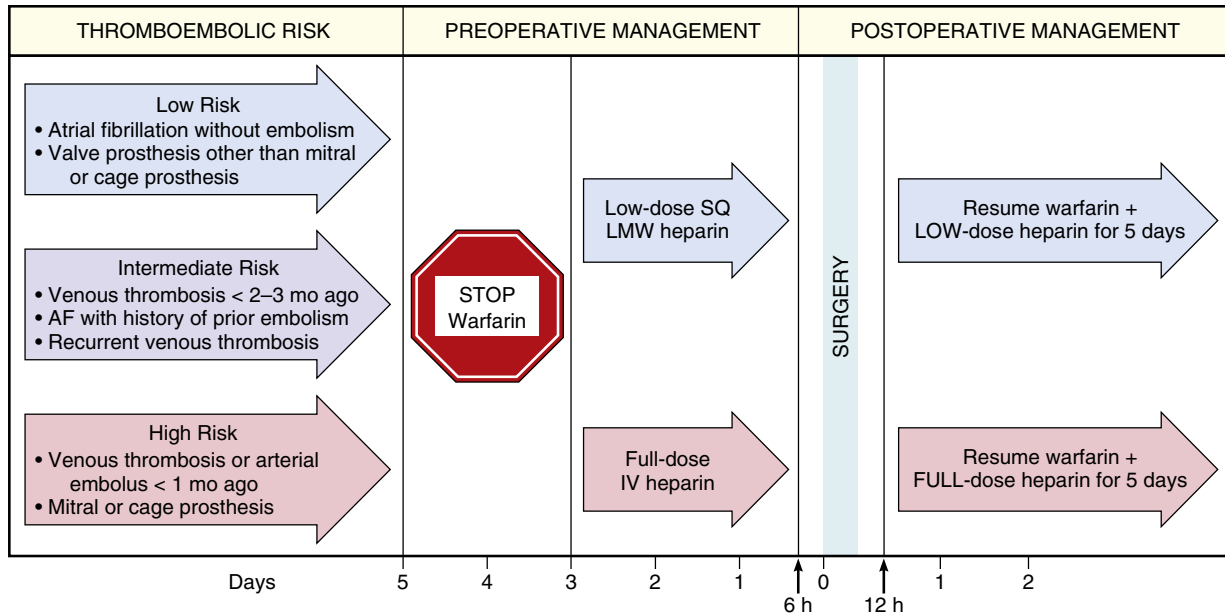 THROMBOEMBOLIC RISK
PREOPERATIVE MANAGEMENT
POSTOPERATIVE MANAGEMENT
Low Risk
• Atrial fibrillation without embolism
• Valve prosthesis other than mitral
or cage prosthesis
Intermediate Risk
• Venous thrombosis < 2–3 mo ago
• AF with history of prior embolism
• Recurrent venous thrombosis
High Risk
• Venous thrombosis or arterial
embolus < 1 mo ago
• Mitral or cage prosthesis
STOP
Warfarin
Low-dose SQ
LMW heparin
Full-dose
IV heparin
SURGERY
Resume warfarin +
LOW-dose heparin for 5 days
Resume warfarin +
FULL-dose heparin for 5 days
Days 5 4 3 2 1 0 1 2
6 h 12 h